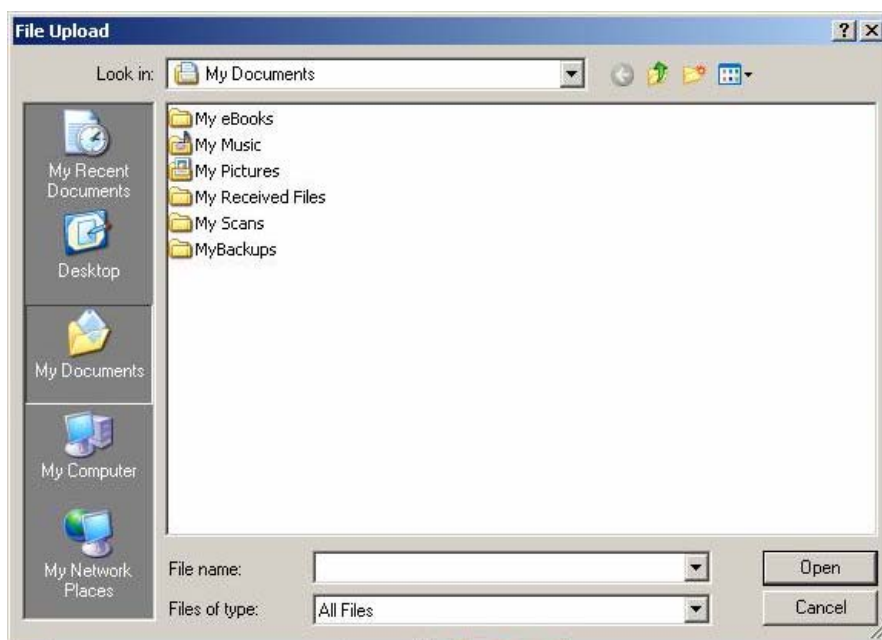 File Upload
Look in: My Documents
My Recent
Documents
Desktop
My Documents
My Computer
My Network
Places
My eBooks
My Music
My Pictures
My Received Files
My Scans
MyBackups
File name: Open
Files of type: All Files Cancel